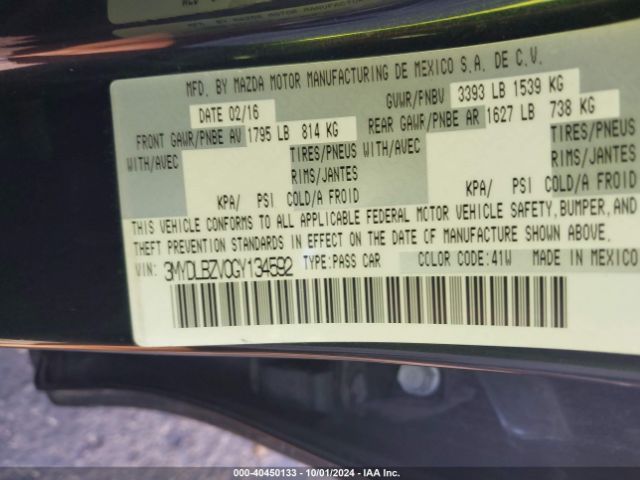 MFD. BY MAZDA MOTOR MANUFACTURING DE MEXICO S.A. DE C.V.
DATE 02/16 GVWR/FNBV 3393 LB 1539 KG
FRONT GAWR/PNBE AV 1795 LB 814 KG REAR GAWR/PNBE AR 1627 LB 738 KG
WITH/AVEC TIRES/PNEUS WITH/AVEC TIRES/PNEUS
RIMS/JANTES RIMS/JANTES
KPA/ PSI COLD/A FROID KPA/ PSI COLD/A FROID
THIS VEHICLE CONFORMS TO ALL APPLICABLE FEDERAL MOTOR VEHICLE SAFETY, BUMPER, AND
THEFT PREVENTION STANDARDS IN EFFECT ON THE DATE OF MANUFACTURE SHOWN ABOVE.
VIN: 3MYDLBZV0GY134592 TYPE:PASS CAR COLOR CODE:41W MADE IN MEXICO
000-40450133 - 10/01/2024 - IAA Inc.